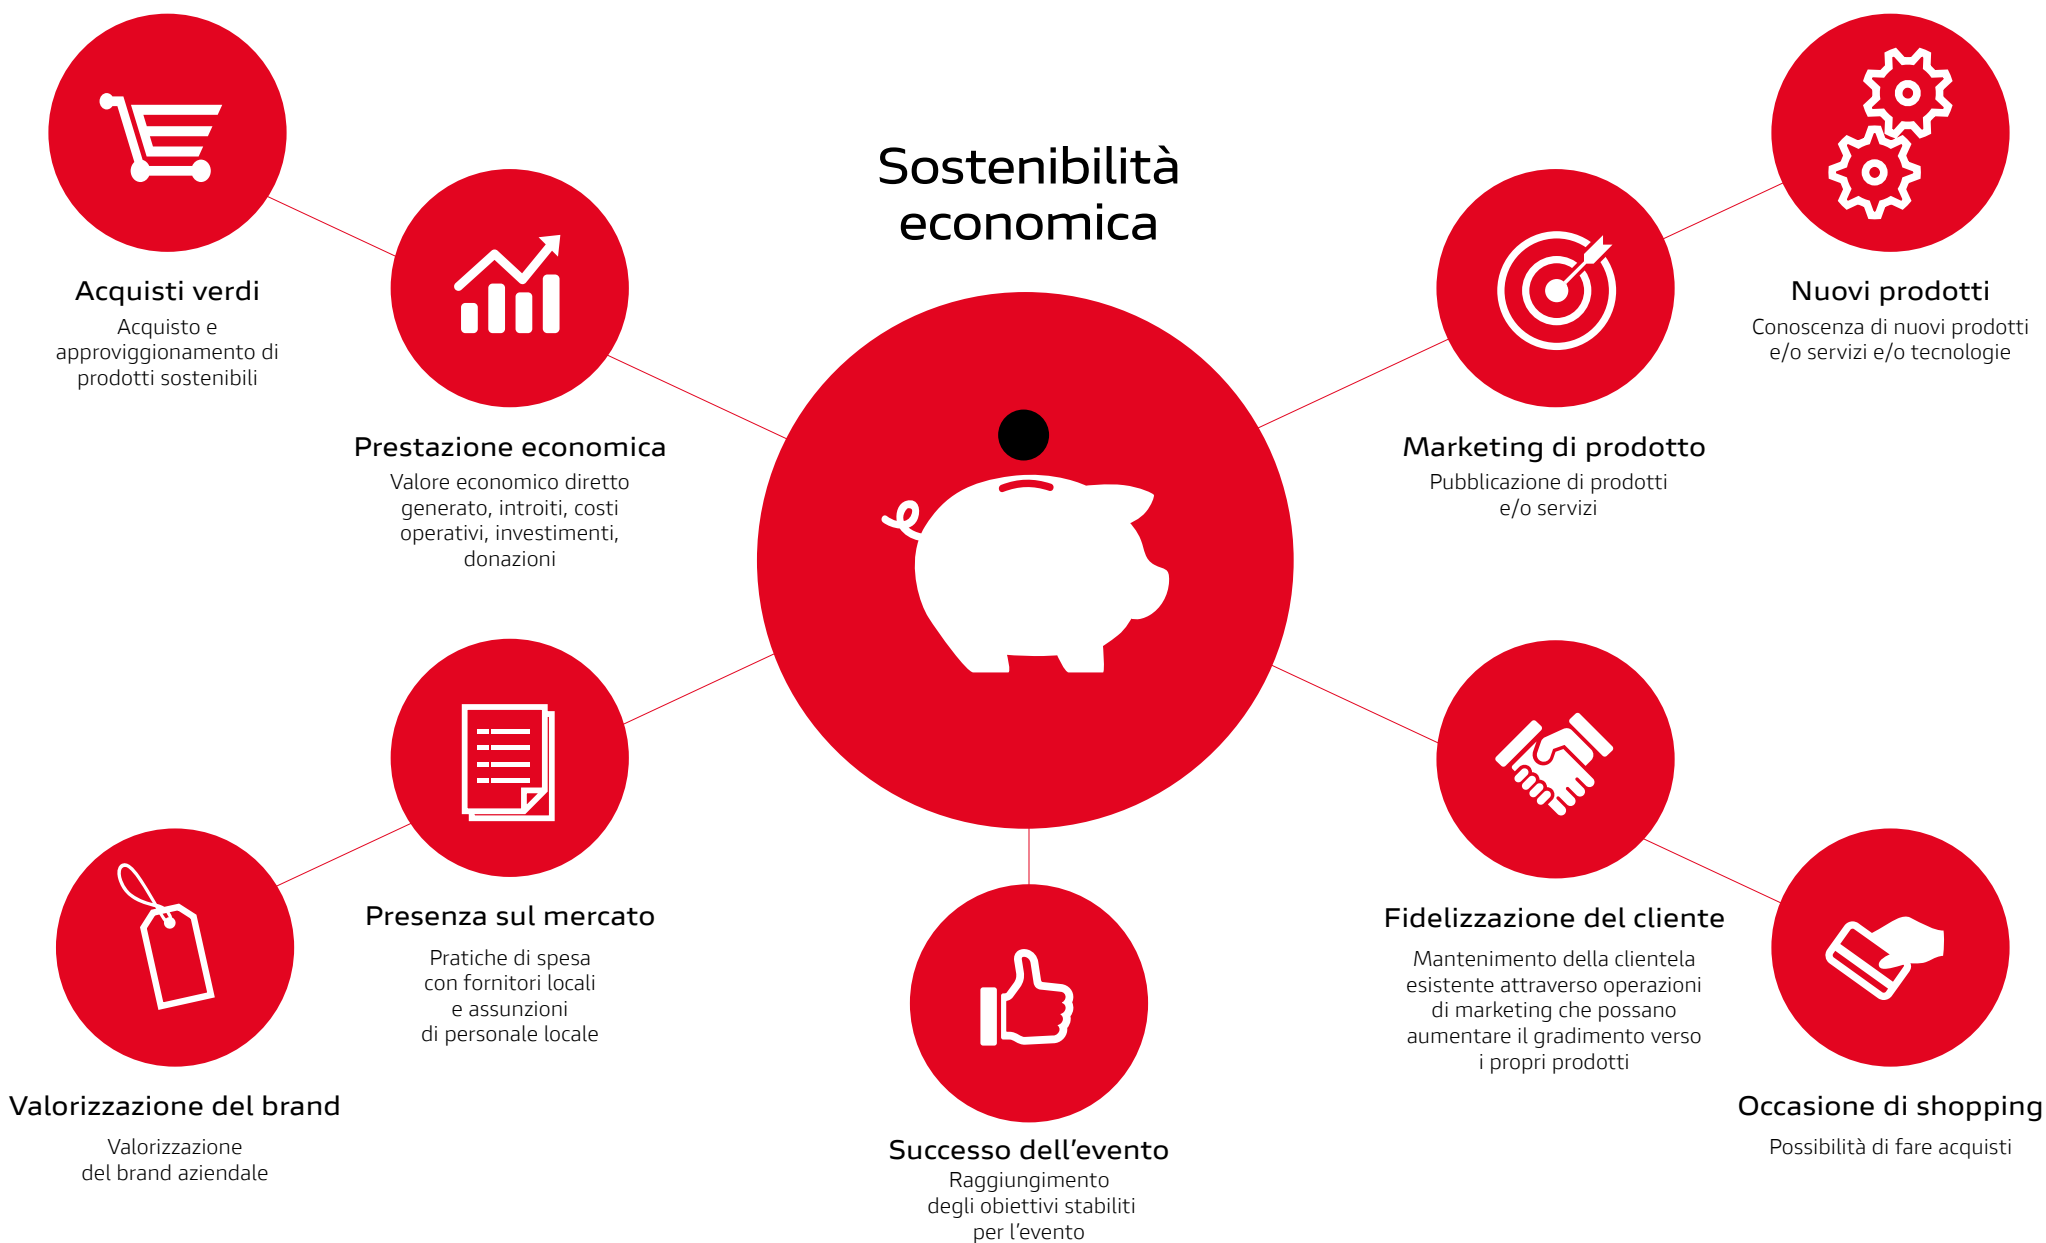 Sostenibilità
economica
Acquisti verdi
Acquisto e
approviggionamento di
prodotti sostenibili
Prestazione economica
Valore economico diretto
generato, introiti, costi
operativi, investimenti,
donazioni
Marketing di prodotto
Pubblicazione di prodotti
e/o servizi
Nuovi prodotti
Conoscenza di nuovi prodotti
e/o servizi e/o tecnologie
Valorizzazione del brand
Valorizzazione
del brand aziendale
Presenza sul mercato
Pratiche di spesa
con fornitori locali
e assunzioni
di personale locale
Successo dell'evento
Raggiungimento
degli obiettivi stabiliti
per l'evento
Fidelizzazione del cliente
Mantenimento della clientela
esistente attraverso operazioni
di marketing che possano
aumentare il gradimento verso
i propri prodotti
Occasione di shopping
Possibilità di fare acquisti